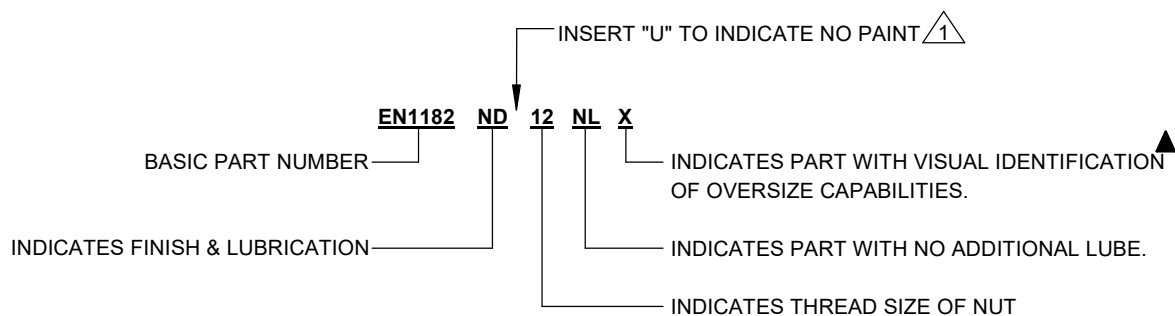 INSERT "U" TO INDICATE NO PAINT 1
EN1182 ND 12 NL X
BASIC PART NUMBER
INDICATES PART WITH VISUAL IDENTIFICATION
OF OVERSIZE CAPABILITIES.
INDICATES FINISH & LUBRICATION
INDICATES PART WITH NO ADDITIONAL LUBE.
INDICATES THREAD SIZE OF NUT